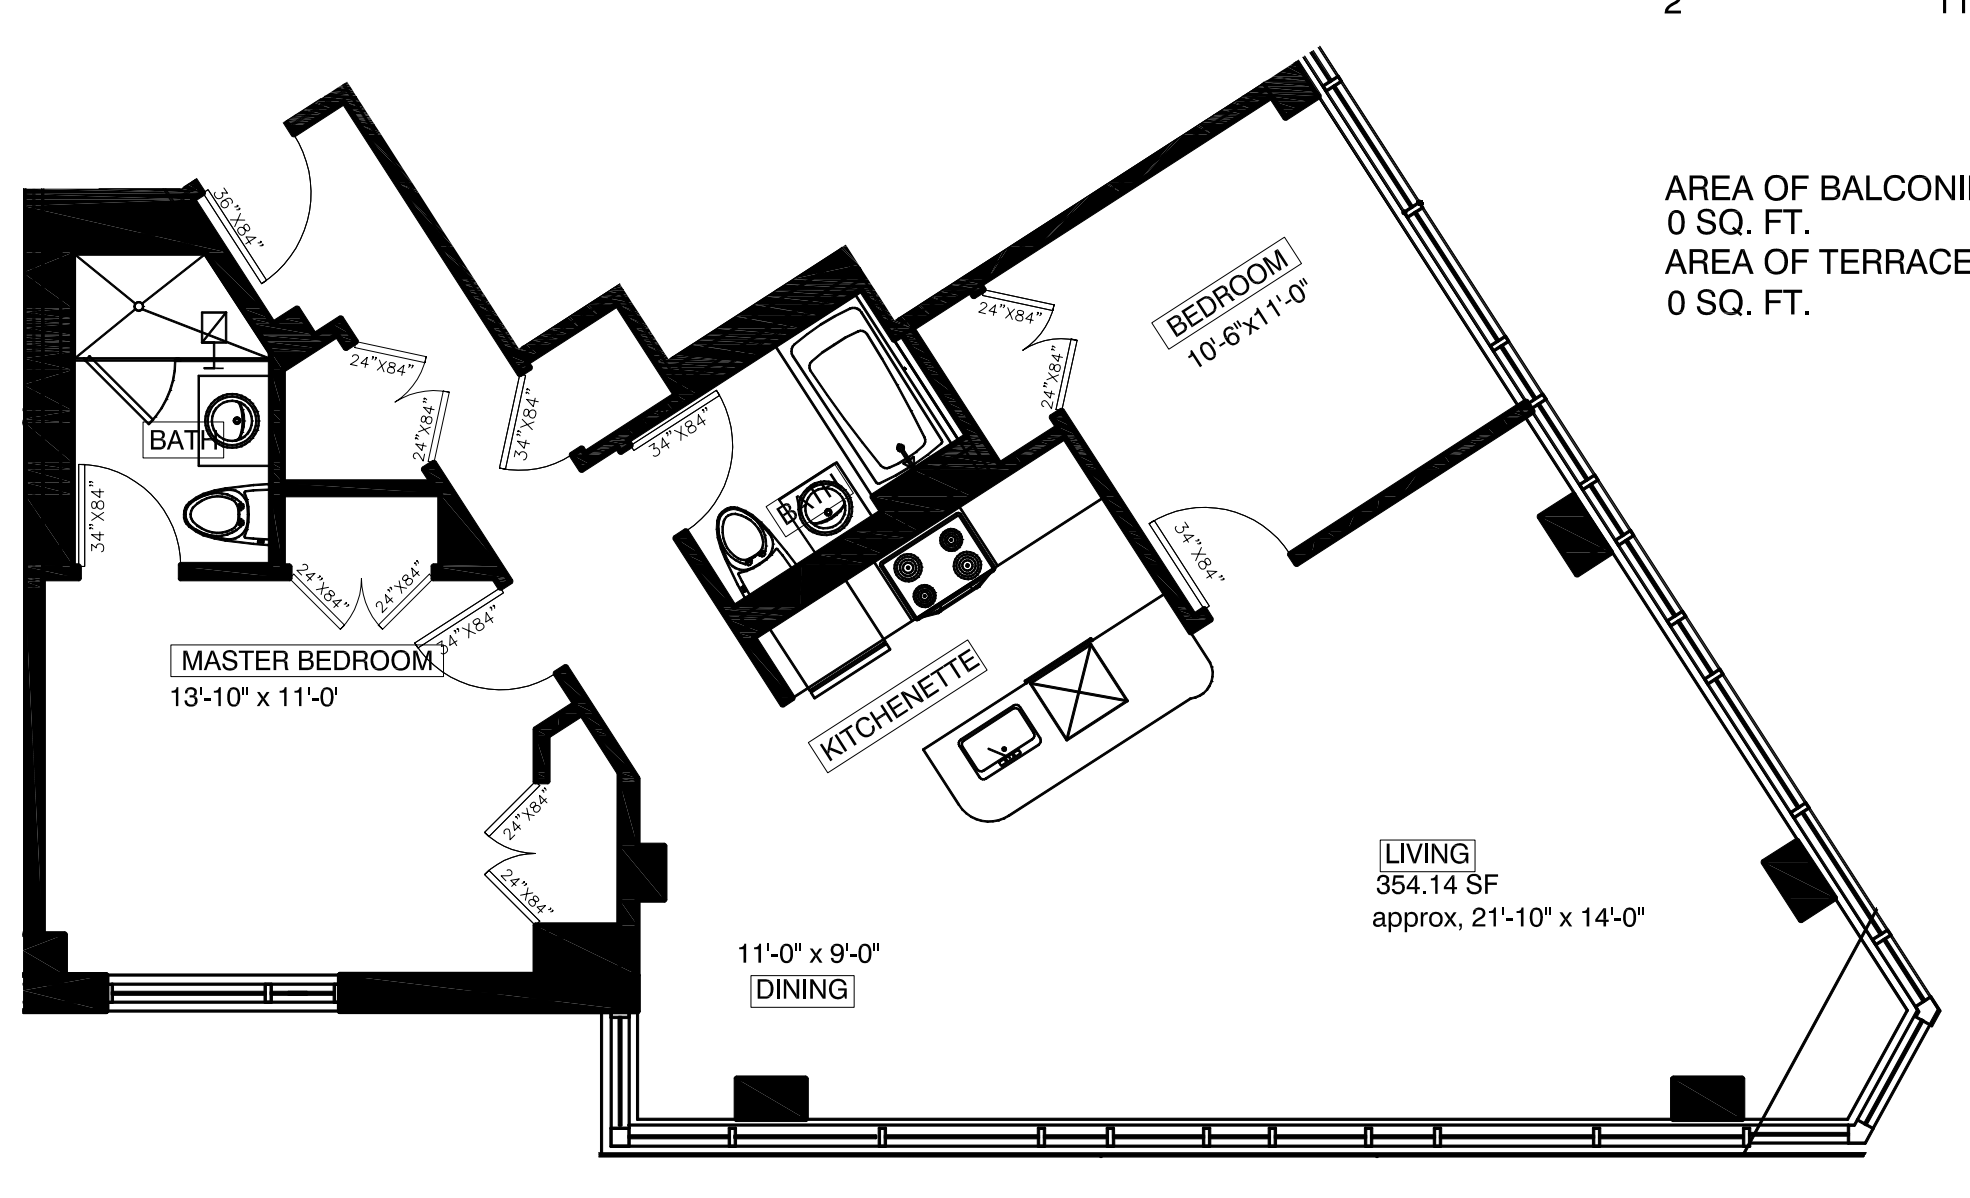 2 11
AREA OF BALCONI
0 SQ. FT.
AREA OF TERRACE
0 SQ. FT.
36"X84"
24"X84"
24"X84"
34"X84"
34"X84"
24"X84"
24"X84"
BEDROOM
10'-6"x11'-0"
BATH
34"X84"
BATH
34"X84"
24"X84"
24"X84"
34"X84"
MASTER BEDROOM
13'-10" x 11'-0'
KITCHENETTE
24"X84"
24"X84"
LIVING
354.14 SF
approx, 21'-10" x 14'-0"
11'-0" x 9'-0"
DINING